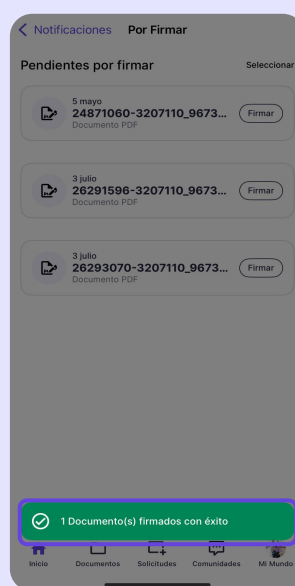 Notificaciones Por Firmar
Pendientes por firmar Seleccionar
5 mayo
24871060-3207110_9673... Firmar
Documento PDF
3 julio
26291596-3207110_9673... Firmar
Documento PDF
3 julio
26293070-3207110_9673... Firmar
Documento PDF
1 Documento(s) firmados con éxito
Inicio Documentos Solicitudes Comunidades Mi Mundo